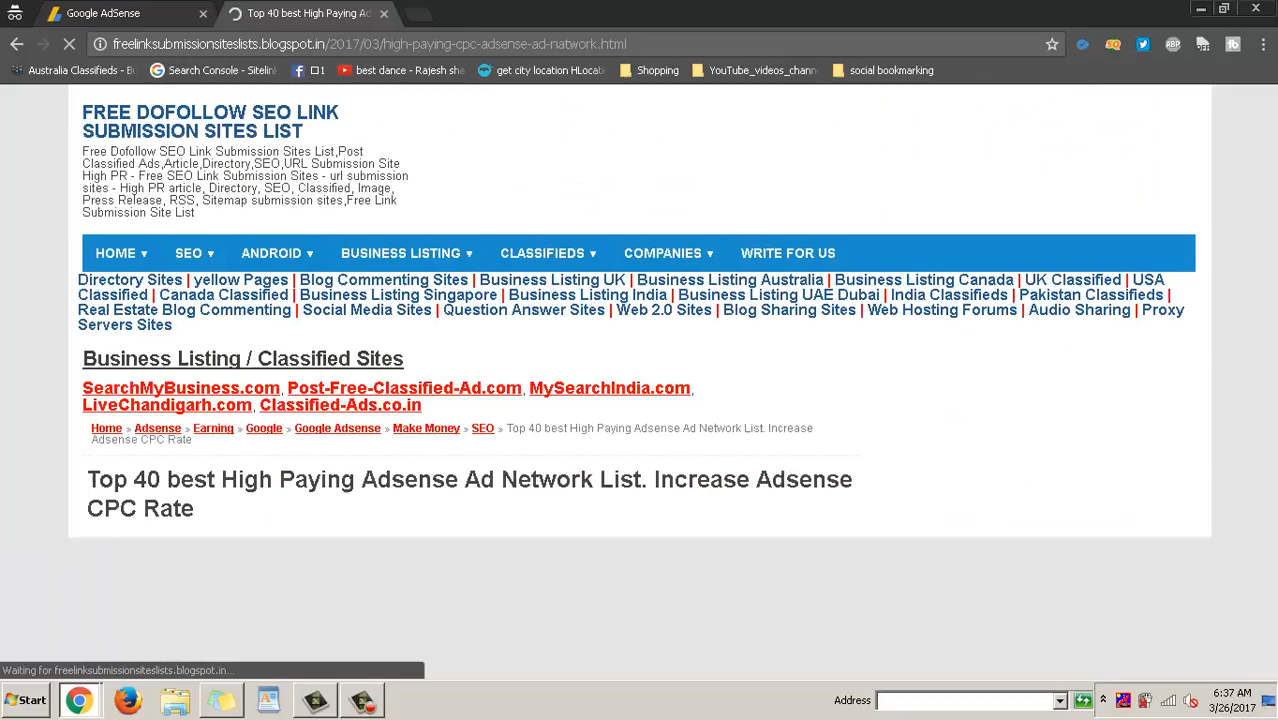 Google AdSense
Top 40 best High Paying Ad
freelinksubmissionsiteslists.blogspot.in/2017/03/high-paying-cpc-adsense-ad-natwork.html
Australia Classifieds - Bu
Search Console - Sitelin
best dance - Rajesh sha
get city location HLocati
Shopping
YouTube_videos_chann
social bookmarking
FREE DOFOLLOW SEO LINK
SUBMISSION SITES LIST
Free Dofollow SEO Link Submission Sites List,Post
Classified Ads,Article,Directory,SEO,URL Submission Site
High PR - Free SEO Link Submission Sites - url submission
sites - High PR article, Directory, SEO, Classified, Image,
Press Release, RSS, Sitemap submission sites,Free Link
Submission Site List
HOME ▾ SEO ▾ ANDROID ▾ BUSINESS LISTING ▾ CLASSIFIEDS ▾ COMPANIES ▾ WRITE FOR US
Directory Sites | yellow Pages | Blog Commenting Sites | Business Listing UK | Business Listing Australia | Business Listing Canada | UK Classified | USA
Classified | Canada Classified | Business Listing Singapore | Business Listing India | Business Listing UAE Dubai | India Classifieds | Pakistan Classifieds |
Real Estate Blog Commenting | Social Media Sites | Question Answer Sites | Web 2.0 Sites | Blog Sharing Sites | Web Hosting Forums | Audio Sharing | Proxy
Servers Sites
Business Listing / Classified Sites
SearchMyBusiness.com, Post-Free-Classified-Ad.com, MySearchIndia.com,
LiveChandigarh.com, Classified-Ads.co.in
Home » Adsense » Earning » Google » Google Adsense » Make Money » SEO » Top 40 best High Paying Adsense Ad Network List. Increase
Adsense CPC Rate
Top 40 best High Paying Adsense Ad Network List. Increase Adsense
CPC Rate
Waiting for freelinksubmissionsiteslists.blogspot.in...
Start
Address
6:37 AM
3/26/2017